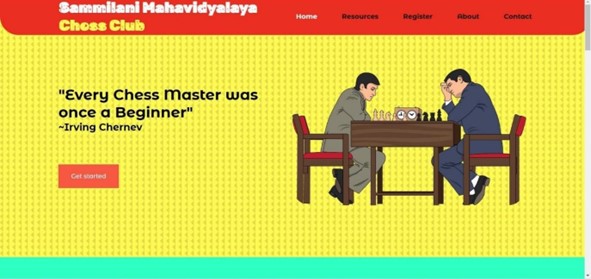 Sammilani Mahavidyalaya
Chess Club
Home Resources Register About Contact
"Every Chess Master was
once a Beginner"
~Irving Chernev
Get started